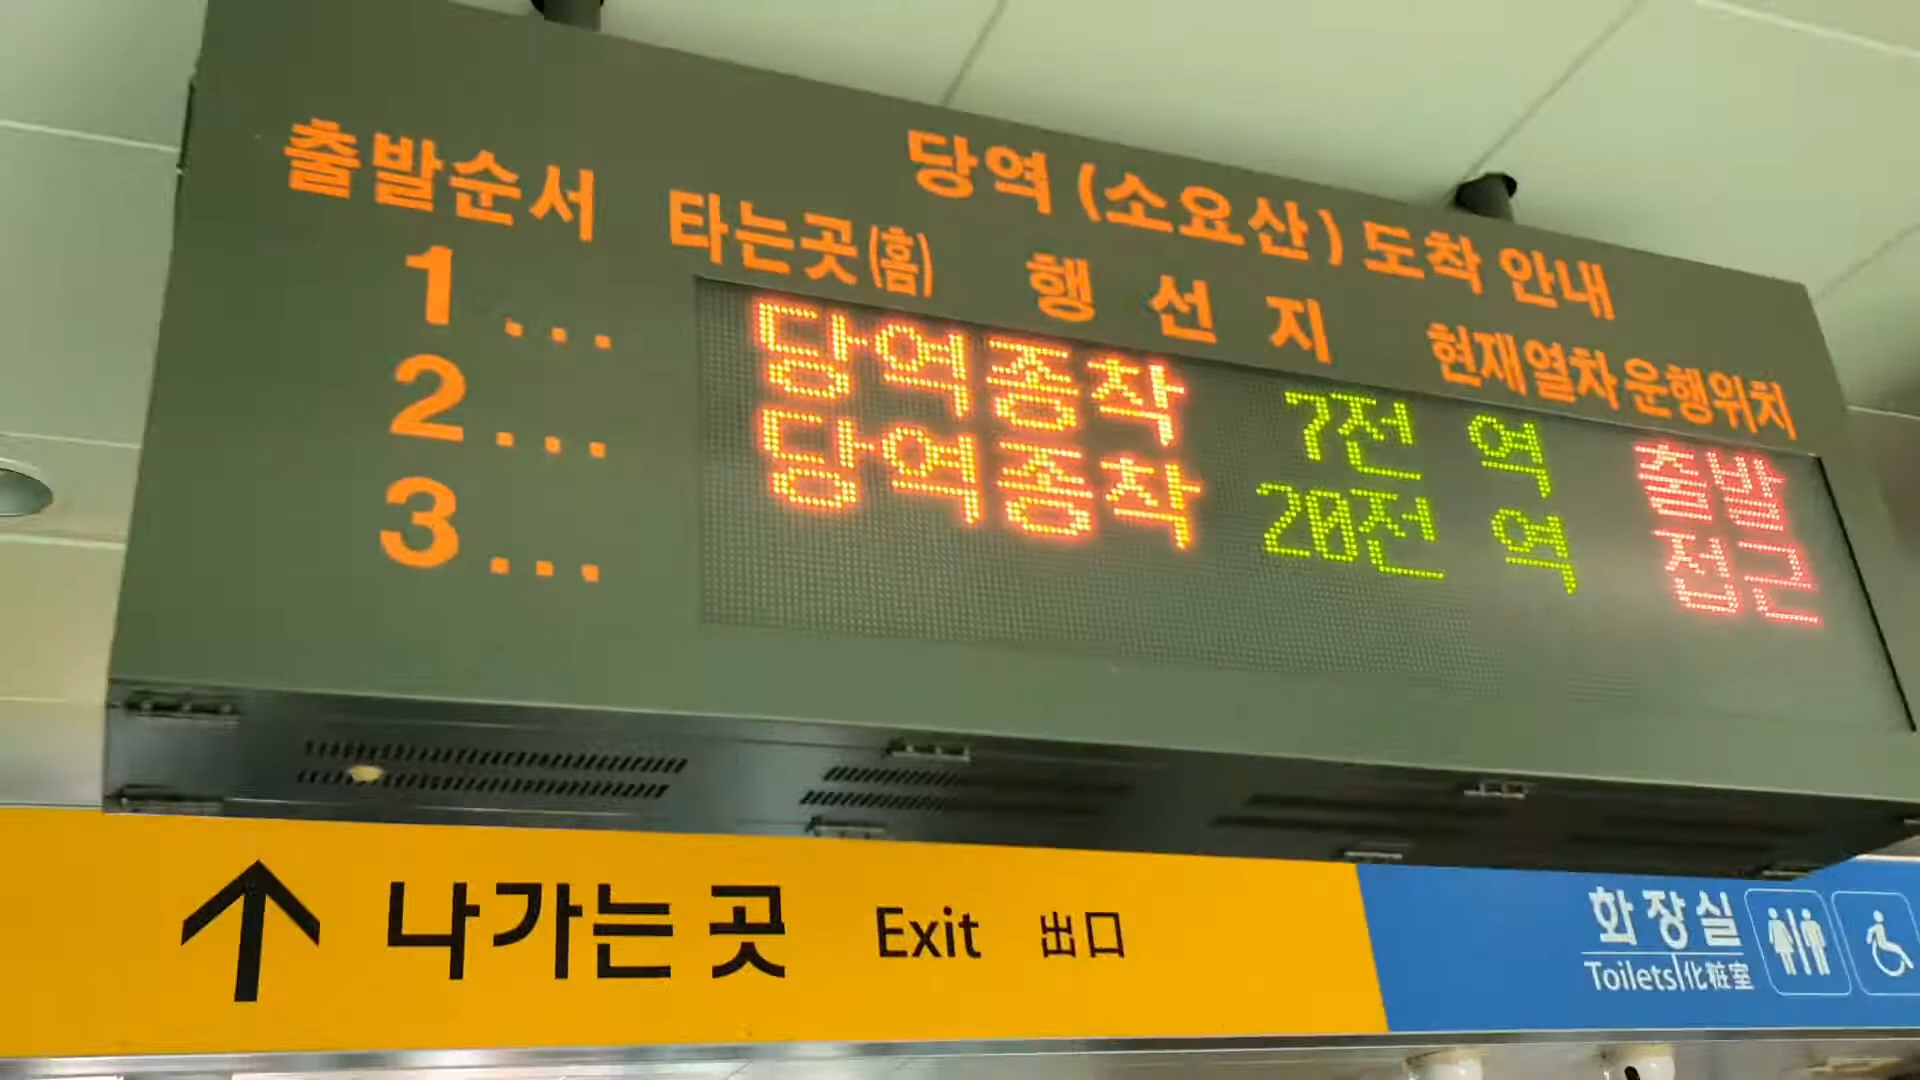 당역 (소요산) 도착 안내
출발순서 타는곳(홈) 행 선 지 현재열차 운행위치
1... 당역종착 7전 역 출발
2... 당역종착 20전 역 접근
3...
나가는 곳 Exit 出口
화장실
Toilets|化粧室